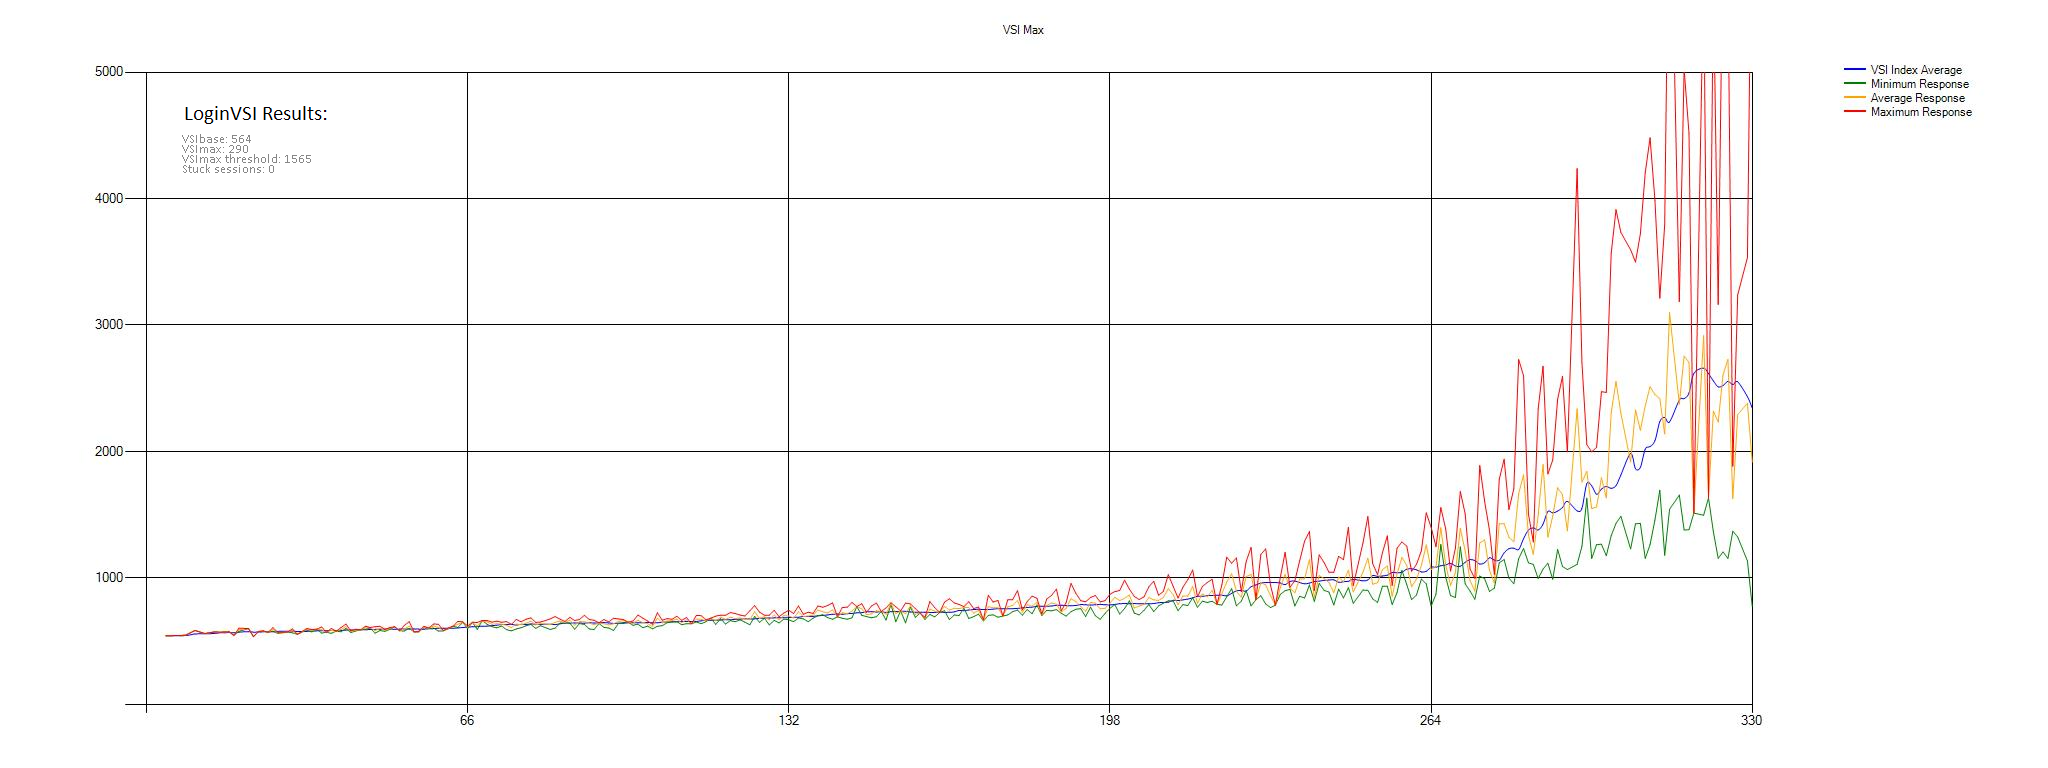 VSI Max
5000
4000
3000
2000
1000
66
132
198
264
330
LoginVSI Results:
VSIbase: 564
VSImax: 290
VSImax threshold: 1565
Stuck sessions: 0
VSI Index Average
Minimum Response
Average Response
Maximum Response